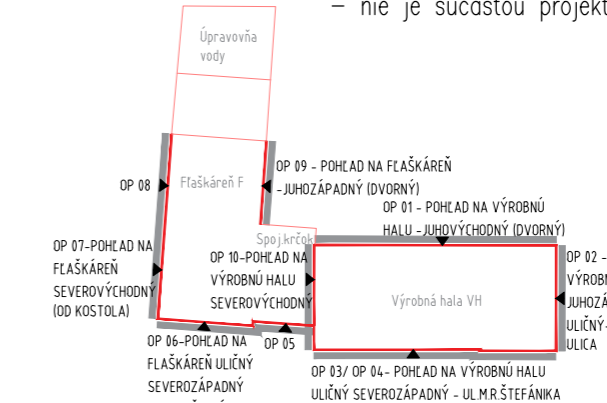 – nie je súčasťou projekt
Úpravovňa
vody
OP 09 - POHĽAD NA FĽAŠKÁREŇ
-JUHOZÁPADNÝ (DVORNÝ)
OP 08
Fľaškáreň F
OP 01 - POHĽAD NA VÝROBNÚ
HALU -JUHOVÝCHODNÝ (DVORNÝ)
Spoj.krčok
OP 07-POHĽAD NA
FĽAŠKÁREŇ
SEVEROVÝCHODNÝ
(OD KOSTOLA)
OP 10-POHĽAD NA
VÝROBNÚ HALU
SEVEROVÝCHODNÝ
OP 02 -
VÝROBN
JUHOZÁ
ULIČNÝ-
ULICA
Výrobná hala VH
OP 06-POHĽAD NA
FLAŠKÁREŇ ULIČNÝ
SEVEROZÁPADNÝ
OP 05
OP 03/ OP 04- POHĽAD NA VÝROBNÚ HALU
ULIČNÝ SEVEROZÁPADNÝ - UL.M.R.ŠTEFÁNIKA